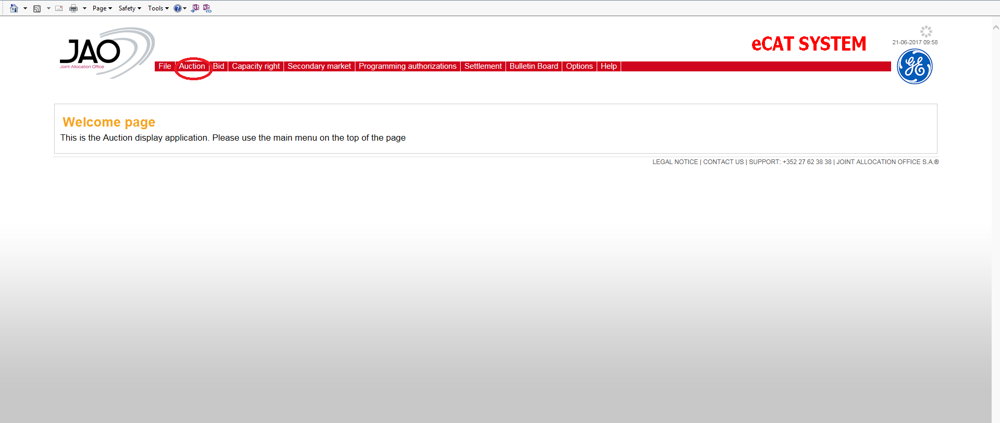 Page Safety Tools
eCAT SYSTEM
21-06-2017 09:58
JAO
Joint Allocation Office
File Auction Bid Capacity right Secondary market Programming authorizations Settlement Bulletin Board Options Help
GE
Welcome page
This is the Auction display application. Please use the main menu on the top of the page
LEGAL NOTICE | CONTACT US | SUPPORT: +352 27 62 38 38 | JOINT ALLOCATION OFFICE S.A.®